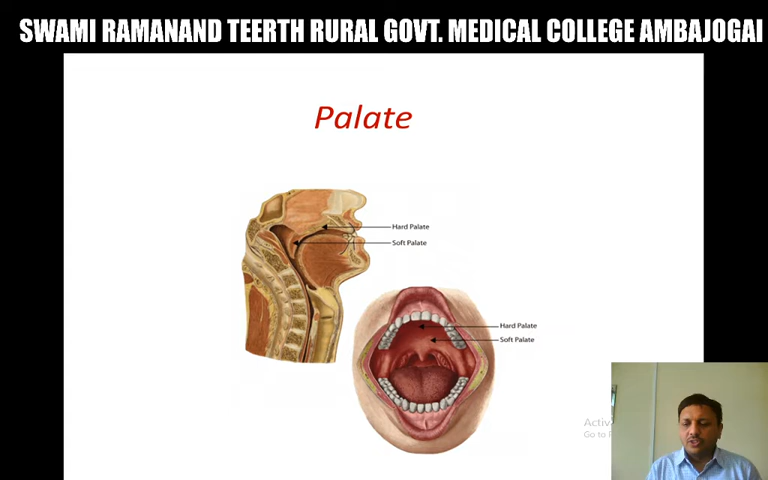 SWAMI RAMANAND TEERTH RURAL GOVT. MEDICAL COLLEGE AMBAJOGAI
Palate
Hard Palate
Soft Palate
Hard Palate
Soft Palate
Activ
Go to